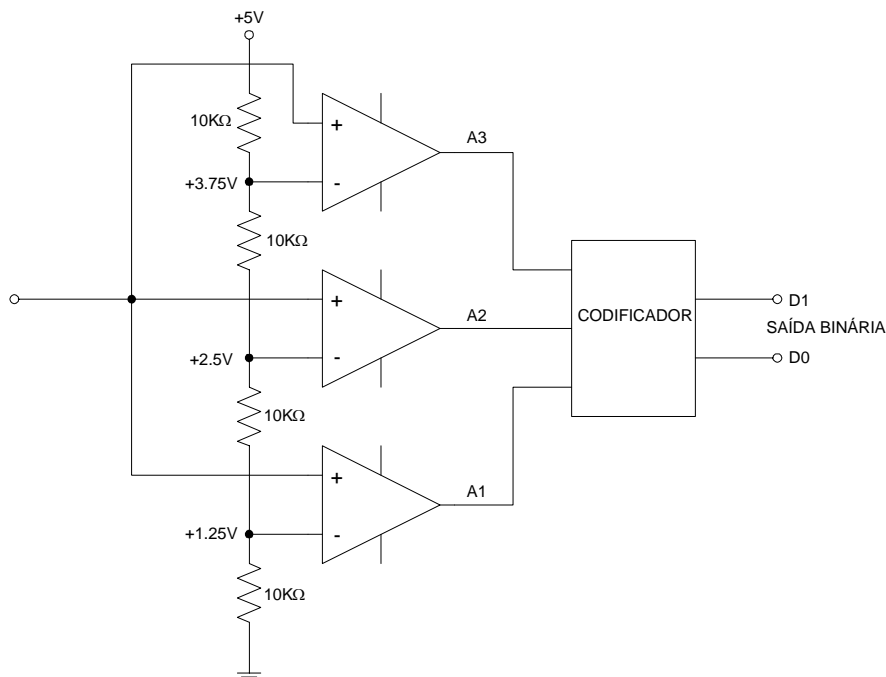 +5V
10KΩ
+
A3
+3.75V
-
10KΩ
+
A2
CODIFICADOR
D1
SAÍDA BINÁRIA
+2.5V
-
D0
10KΩ
+
A1
+1.25V
-
10KΩ